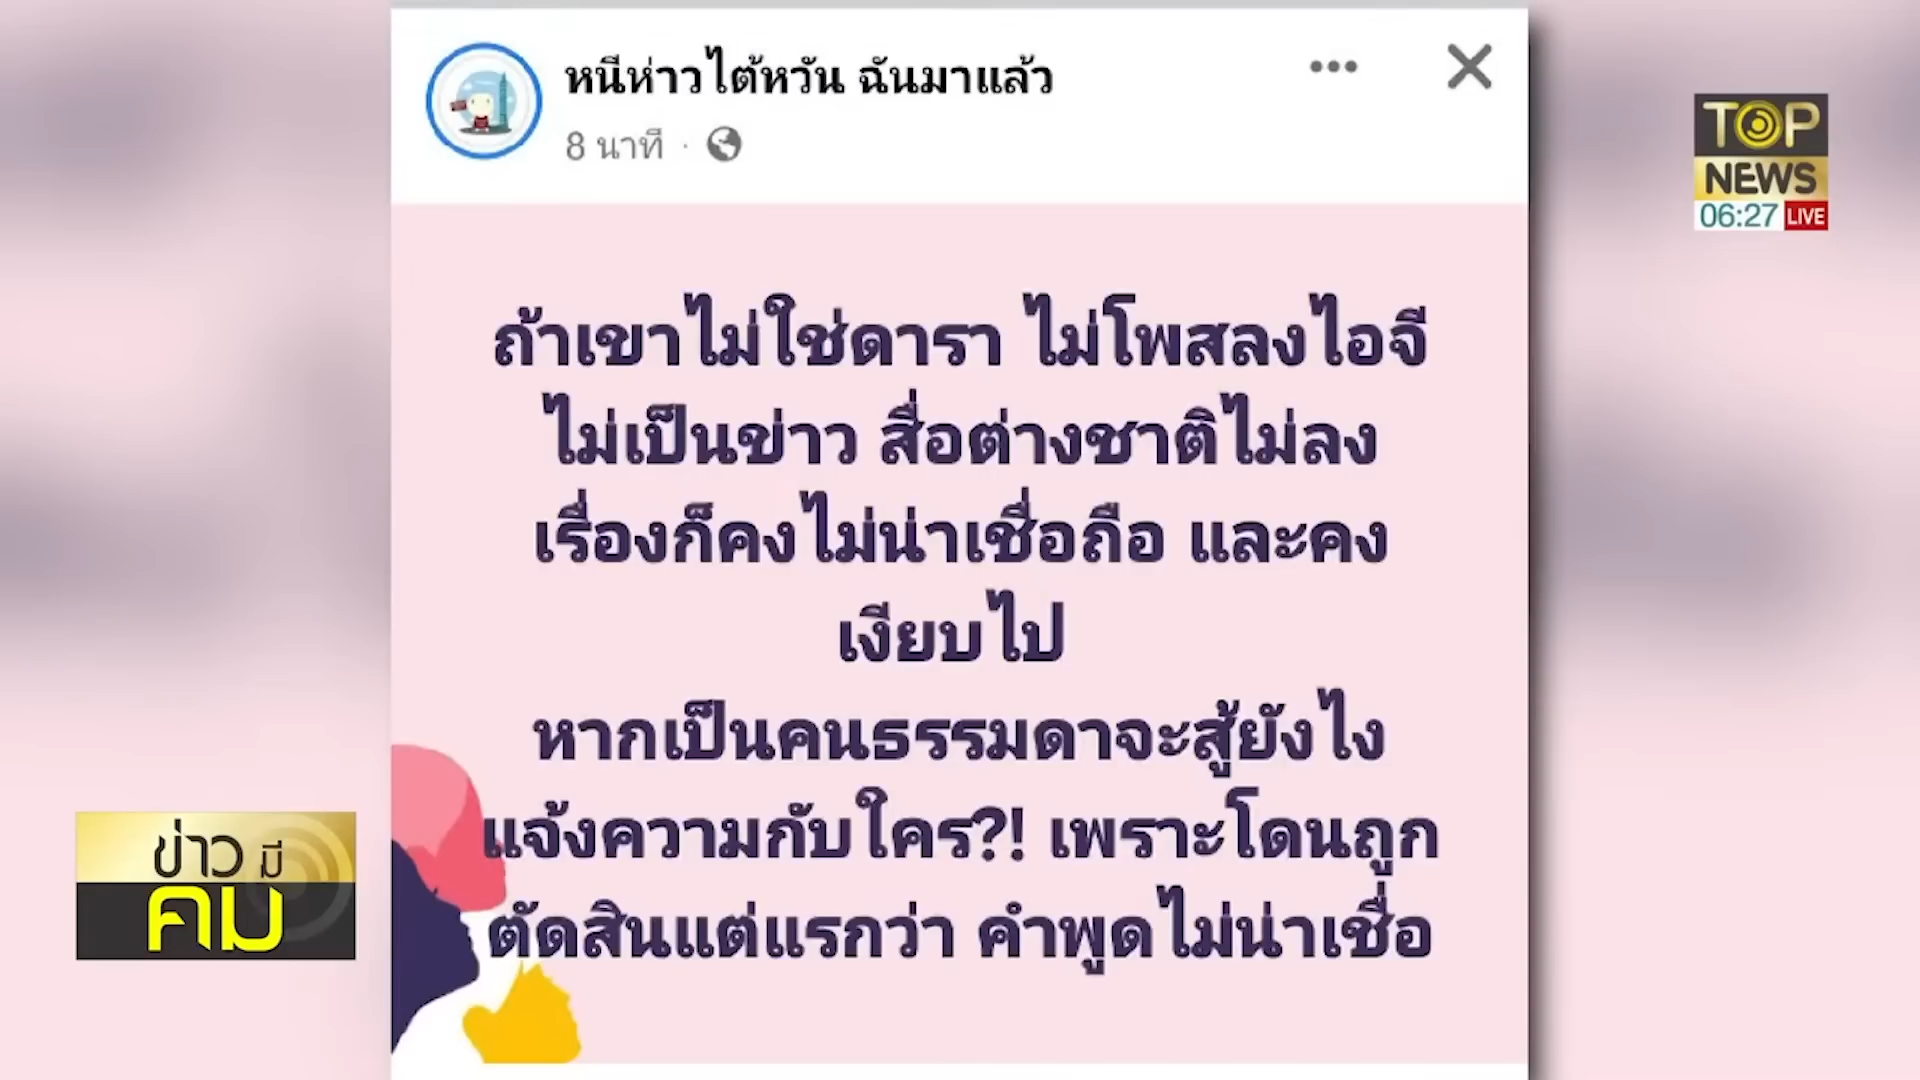 หนีห่าวไต้หวัน ฉันมาแล้ว
8 นาที ·
TOP
NEWS
06:27 LIVE
ถ้าเขาไม่ใช่ดารา ไม่โพสลงไอจี
ไม่เป็นข่าว สื่อต่างชาติไม่ลง
เรื่องก็คงไม่น่าเชื่อถือ และคง
เงียบไป
หากเป็นคนธรรมดาจะสู้ยังไง
แจ้งความกับใคร?! เพราะโดนถูก
ตัดสินแต่แรกว่า คำพูดไม่น่าเชื่อ
ข่าวมี
คม